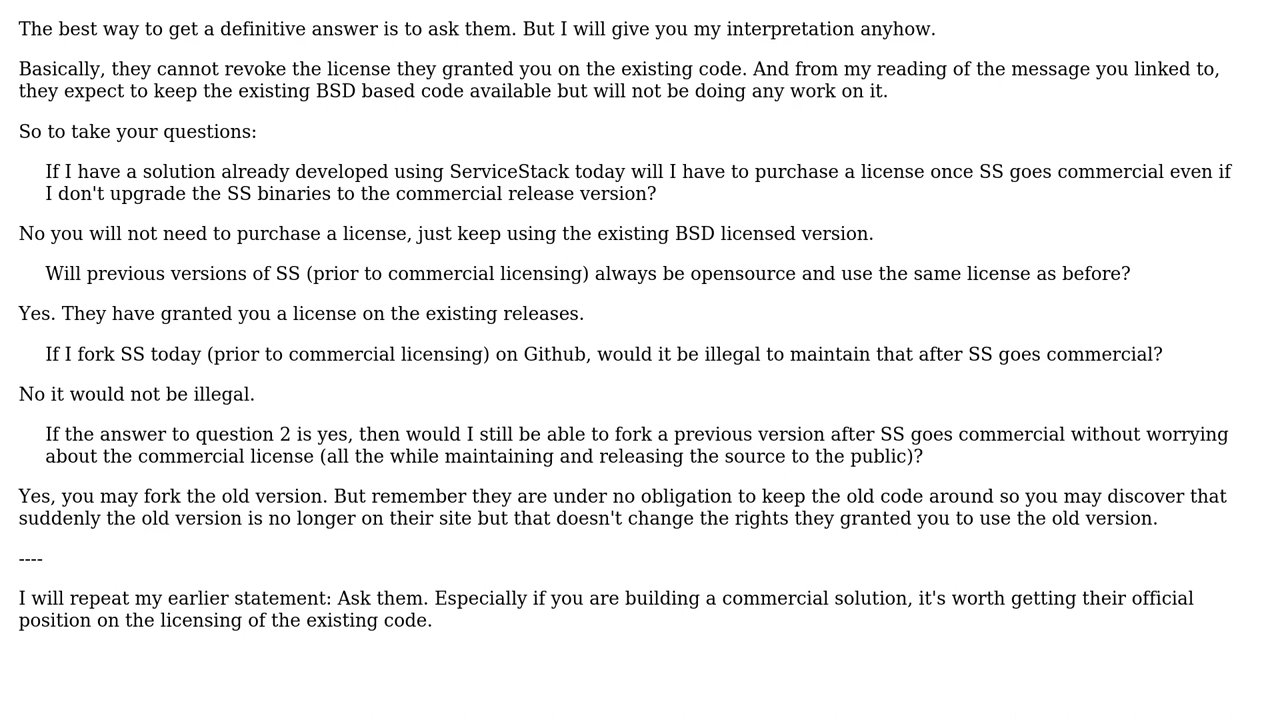 The best way to get a definitive answer is to ask them. But I will give you my interpretation anyhow.
Basically, they cannot revoke the license they granted you on the existing code. And from my reading of the message you linked to,
they expect to keep the existing BSD based code available but will not be doing any work on it.
So to take your questions:
If I have a solution already developed using ServiceStack today will I have to purchase a license once SS goes commercial even if
I don't upgrade the SS binaries to the commercial release version?
No you will not need to purchase a license, just keep using the existing BSD licensed version.
Will previous versions of SS (prior to commercial licensing) always be opensource and use the same license as before?
Yes. They have granted you a license on the existing releases.
If I fork SS today (prior to commercial licensing) on Github, would it be illegal to maintain that after SS goes commercial?
No it would not be illegal.
If the answer to question 2 is yes, then would I still be able to fork a previous version after SS goes commercial without worrying
about the commercial license (all the while maintaining and releasing the source to the public)?
Yes, you may fork the old version. But remember they are under no obligation to keep the old code around so you may discover that
suddenly the old version is no longer on their site but that doesn't change the rights they granted you to use the old version.
----
I will repeat my earlier statement: Ask them. Especially if you are building a commercial solution, it's worth getting their official
position on the licensing of the existing code.